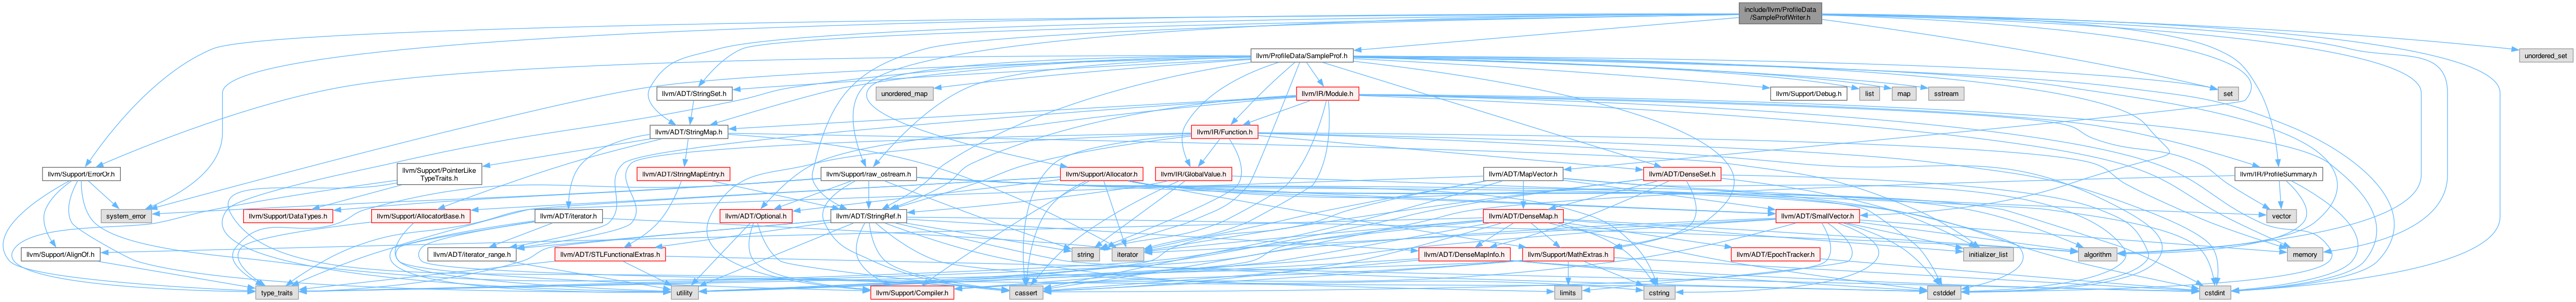 include/llvm/ProfileData
/SampleProfWriter.h
llvm/ProfileData/SampleProf.h
unordered_set
llvm/ADT/StringSet.h
unordered_map
llvm/IR/Module.h
llvm/Support/Debug.h
list
map
sstream
set
llvm/ADT/StringMap.h
llvm/IR/Function.h
llvm/Support/ErrorOr.h
llvm/Support/PointerLike
TypeTraits.h
llvm/ADT/StringMapEntry.h
llvm/Support/raw_ostream.h
llvm/Support/Allocator.h
llvm/IR/GlobalValue.h
llvm/ADT/MapVector.h
llvm/ADT/DenseSet.h
llvm/IR/ProfileSummary.h
system_error
llvm/Support/DataTypes.h
llvm/Support/AllocatorBase.h
llvm/ADT/iterator.h
llvm/ADT/Optional.h
llvm/ADT/StringRef.h
llvm/ADT/DenseMap.h
llvm/ADT/SmallVector.h
vector
llvm/Support/AlignOf.h
llvm/ADT/iterator_range.h
llvm/ADT/STLFunctionalExtras.h
string
iterator
llvm/ADT/DenseMapInfo.h
llvm/Support/MathExtras.h
llvm/ADT/EpochTracker.h
initializer_list
algorithm
memory
type_traits
utility
llvm/Support/Compiler.h
cassert
limits
cstring
cstddef
cstdint